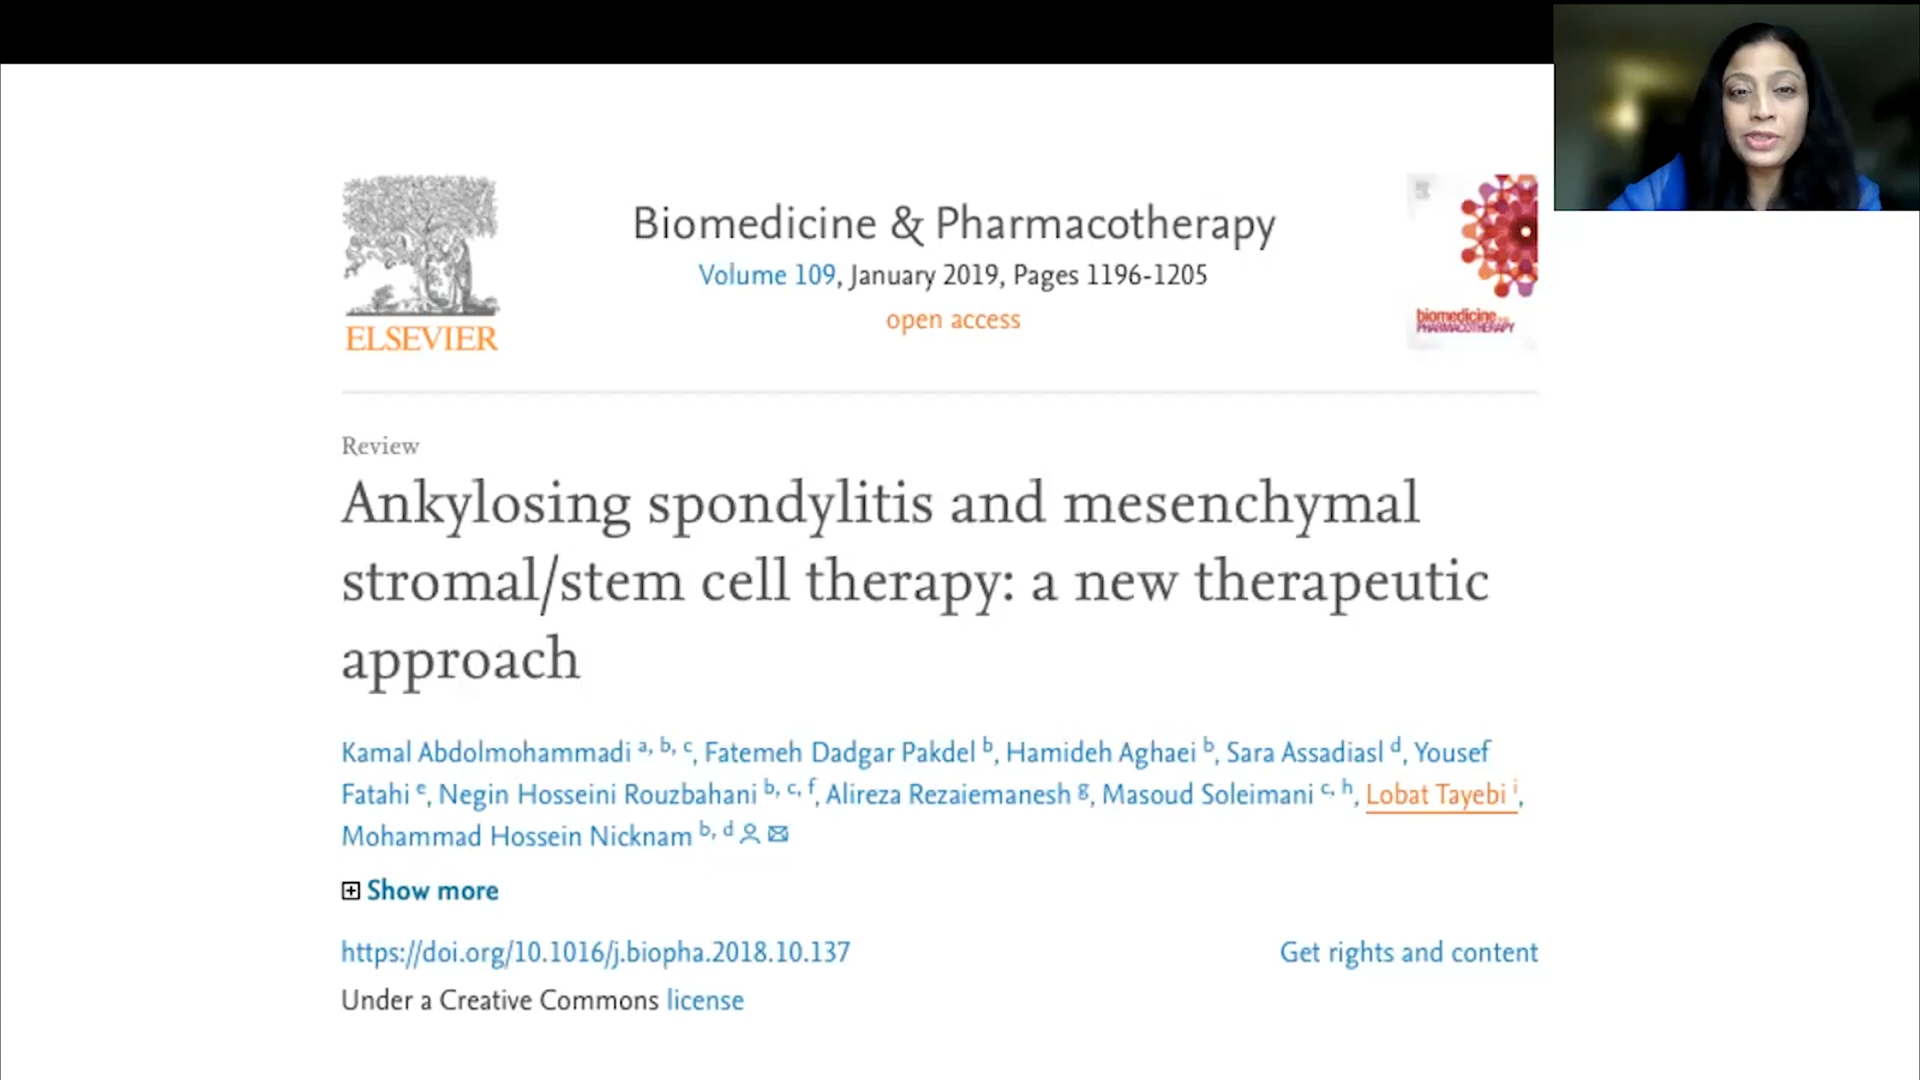 ELSEVIER
Biomedicine & Pharmacotherapy
Volume 109, January 2019, Pages 1196-1205
open access
biomedicine
PHARMACOTHERAPY
Review
Ankylosing spondylitis and mesenchymal
stromal/stem cell therapy: a new therapeutic
approach
Kamal Abdolmohammadi a, b, c, Fatemeh Dadgar Pakdel b, Hamideh Aghaei b, Sara Assadiasl d, Yousef
Fatahi e, Negin Hosseini Rouzbahani b, c, f, Alireza Rezaiemanesh g, Masoud Soleimani c, h, Lobat Tayebi i,
Mohammad Hossein Nicknam b, d
Show more
https://doi.org/10.1016/j.biopha.2018.10.137
Get rights and content
Under a Creative Commons license